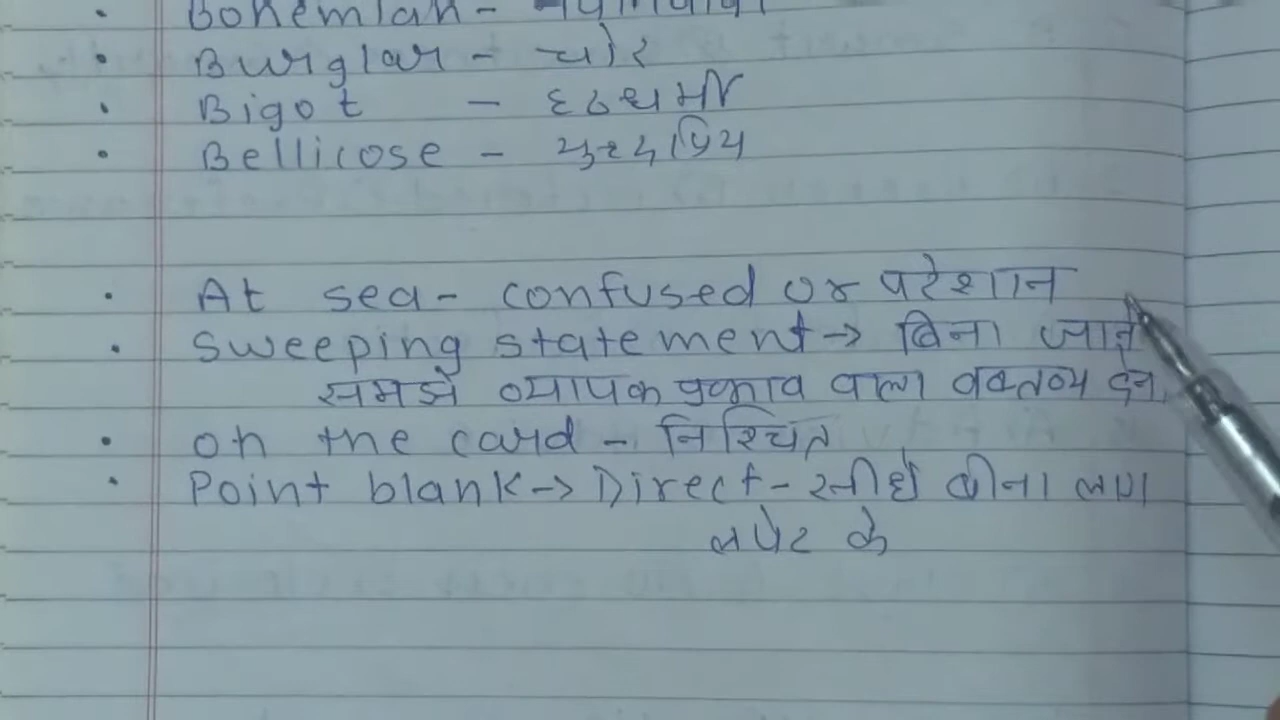 Bohemian -
Burglar - चोर
Bigot - हठधर्मी
Bellicose - युद्धप्रिय
At sea - confused or परेशान
Sweeping statement → बिना जाने
समझे व्यापक प्रभाव वाला वक्तव्य देना
on the card - निश्चित
Point blank → Direct - सीधे बीना लाग
लपेट के